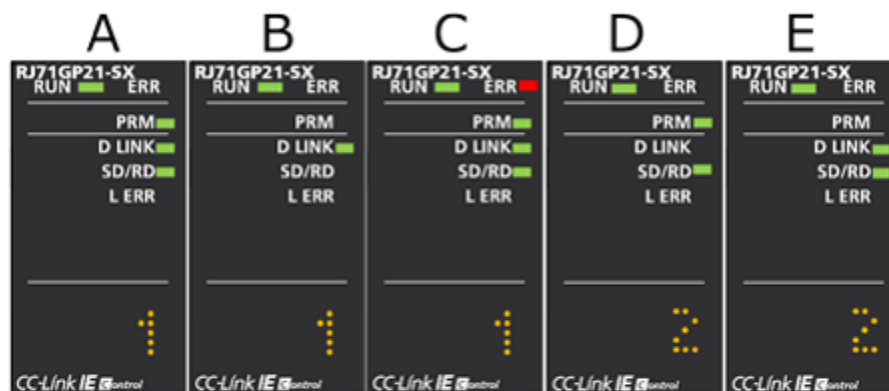 A B C D E
RJ71GP21-SX RJ71GP21-SX RJ71GP21-SX RJ71GP21-SX RJ71GP21-SX
RUN ERR RUN ERR RUN ERR RUN ERR RUN ERR
PRM PRM PRM PRM PRM
D LINK D LINK D LINK D LINK D LINK
SD/RD SD/RD SD/RD SD/RD SD/RD
L ERR L ERR L ERR L ERR L ERR
1 1 1 2 2
CC-Link IE Control CC-Link IE Control CC-Link IE Control CC-Link IE Control CC-Link IE Control